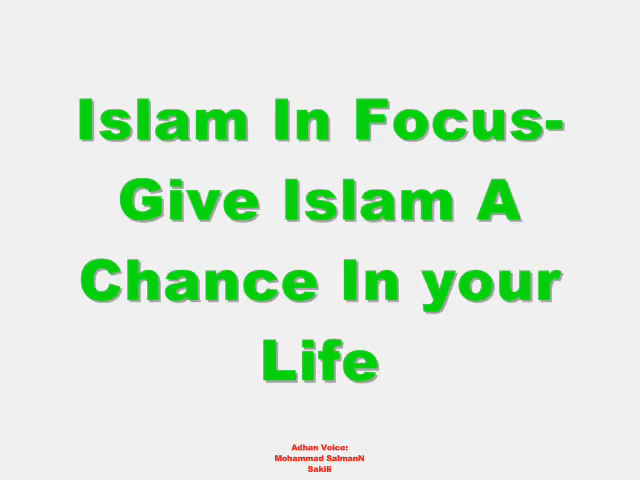 Islam In Focus-
Give Islam A
Chance In your
Life
Adhan Voice:
Mohammad SalmanN
Sakili